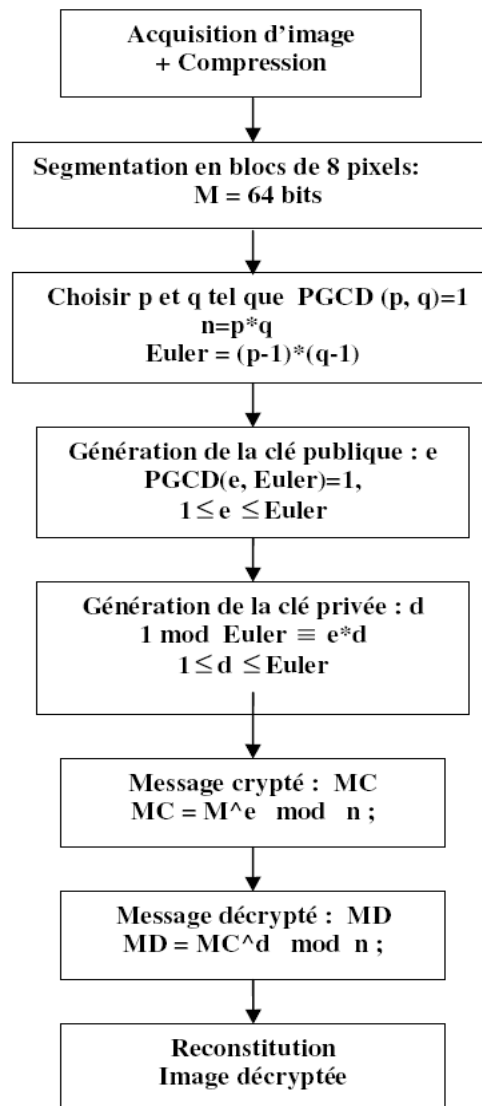 Acquisition d’image
+ Compression
Segmentation en blocs de 8 pixels:
M = 64 bits
Choisir p et q tel que PGCD (p, q)=1
n=p*q
Euler = (p-1)*(q-1)
Génération de la clé publique : e
PGCD(e, Euler)=1,
1 ≤ e ≤ Euler
Génération de la clé privée : d
1 mod Euler ≡ e*d
1 ≤ d ≤ Euler
Message crypté : MC
MC = M^e mod n ;
Message décrypté : MD
MD = MC^d mod n ;
Reconstitution
Image décryptée